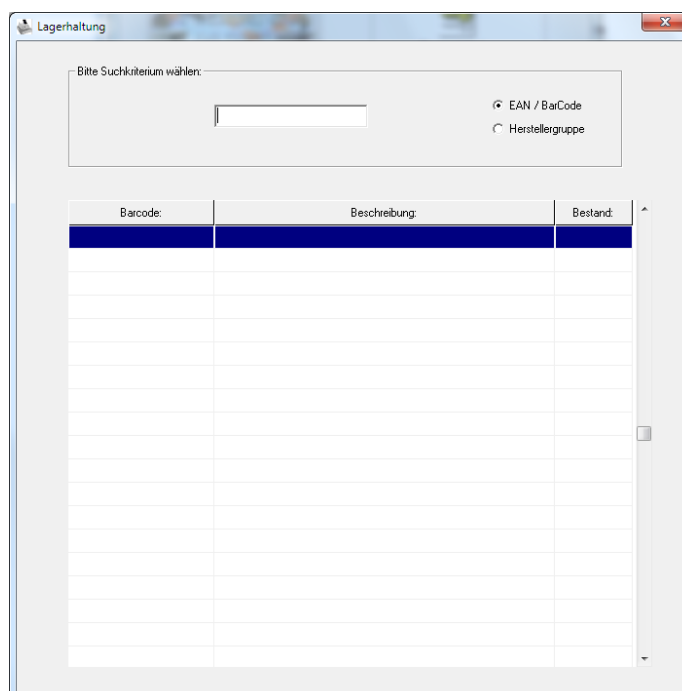 Lagerhaltung
Bitte Suchkriterium wählen:
EAN / BarCode
Herstellergruppe
Barcode: Beschreibung: Bestand: